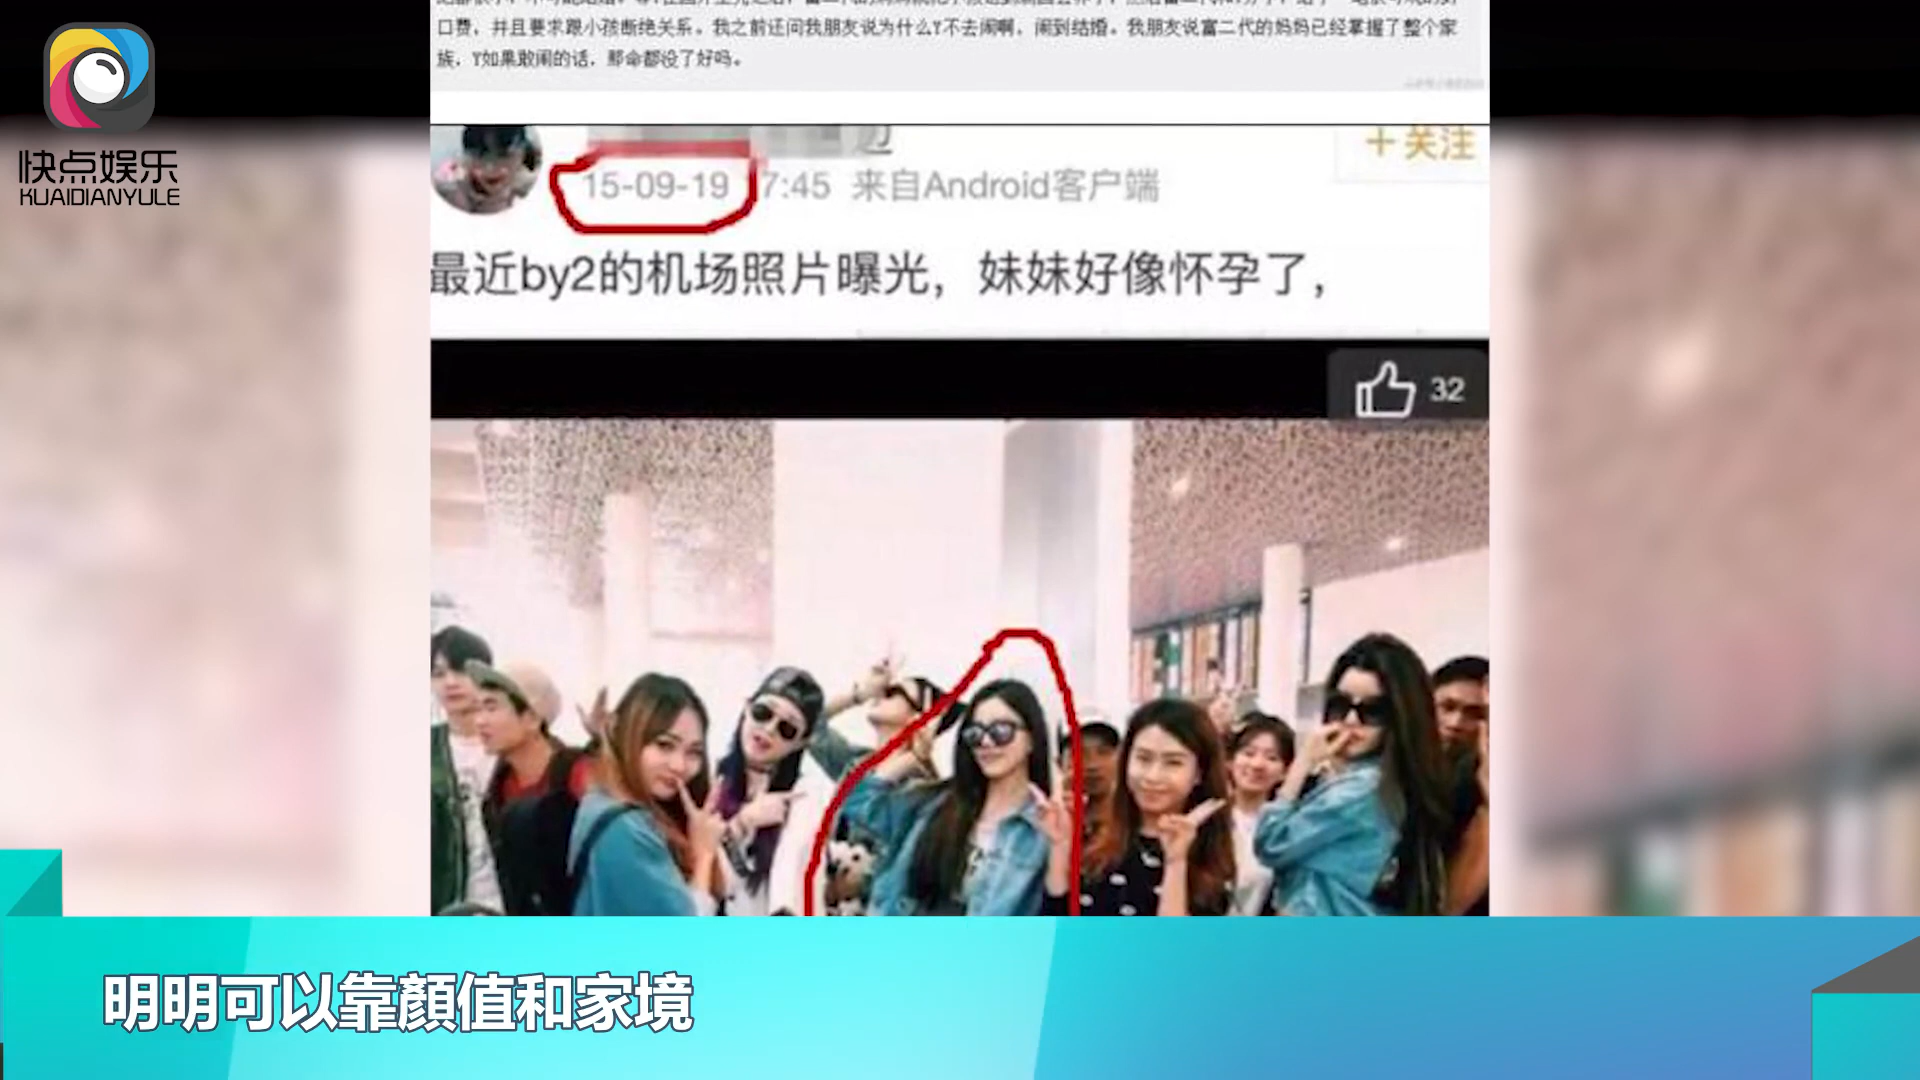 口费，并且要求跟小孩断绝关系。我之前还问我朋友说为什么Y不去闹啊，闹到结婚。我朋友说富二代的妈妈已经掌握了整个家
族，Y如果敢闹的话，那命都没了好吗。
快点娱乐
KUAIDIANYULE
+关注
15-09-19 7:45 来自Android客户端
最近by2的机场照片曝光，妹妹好像怀孕了，
32
明明可以靠顏值和家境